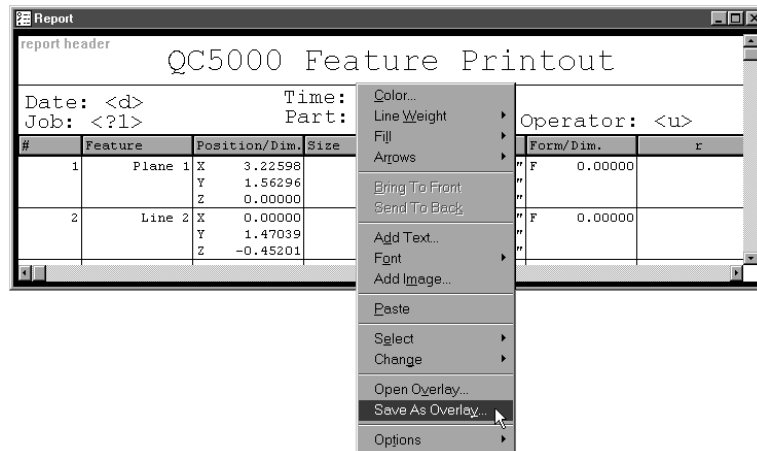 Report
report header
QC5000 Feature Printout
Date: <d>
Time:
Job: <?1>
Part:
Operator: <u>
# Feature Position/Dim. Size Form/Dim. r
1 Plane 1 X 3.22598 " F 0.00000
Y 1.56296 "
Z 0.00000 "
2 Line 2 X 0.00000 " F 0.00000
Y 1.47039 "
Z -0.45201 "
Color...
Line Weight
Fill
Arrows
Bring To Front
Send To Back
Add Text...
Font
Add Image...
Paste
Select
Change
Open Overlay...
Save As Overlay...
Options